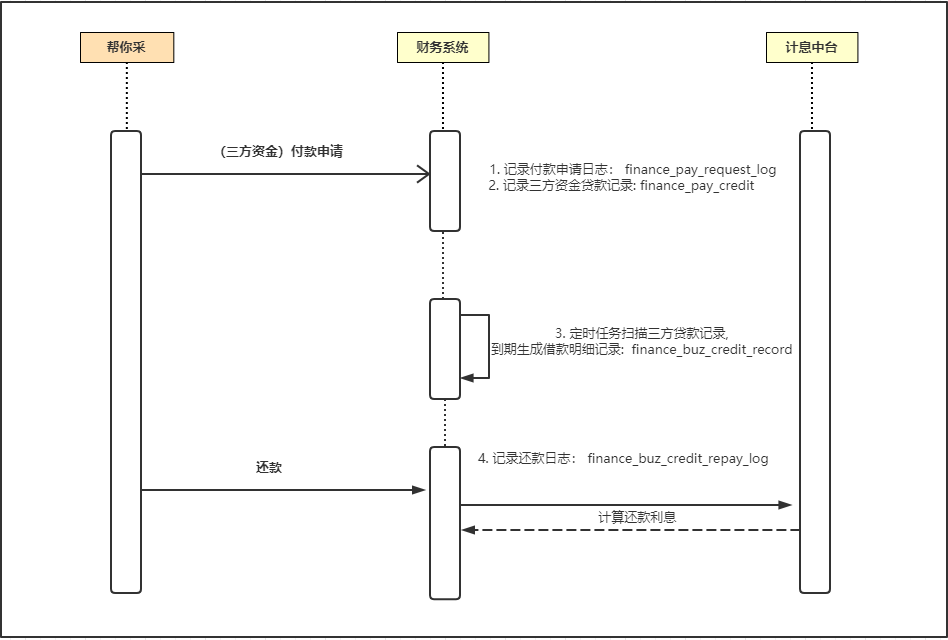 帮你采
财务系统
计息中台
（三方资金）付款申请
1. 记录付款申请日志： finance_pay_request_log
2. 记录三方资金贷款记录: finance_pay_credit
3. 定时任务扫描三方贷款记录,
到期生成借款明细记录: finance_buz_credit_record
还款
4. 记录还款日志： finance_buz_credit_repay_log
计算还款利息